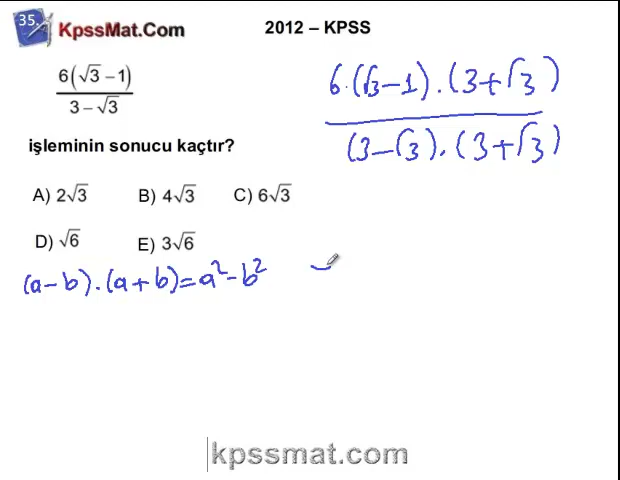 35. KpssMat.Com 2012 – KPSS
6(√3 – 1)
3 – √3
işleminin sonucu kaçtır?
A) 2√3 B) 4√3 C) 6√3
D) √6 E) 3√6
6.(√3-1).(3+√3)
(3-√3).(3+√3)
(a-b).(a+b)=a²-b²
kpssmat.com